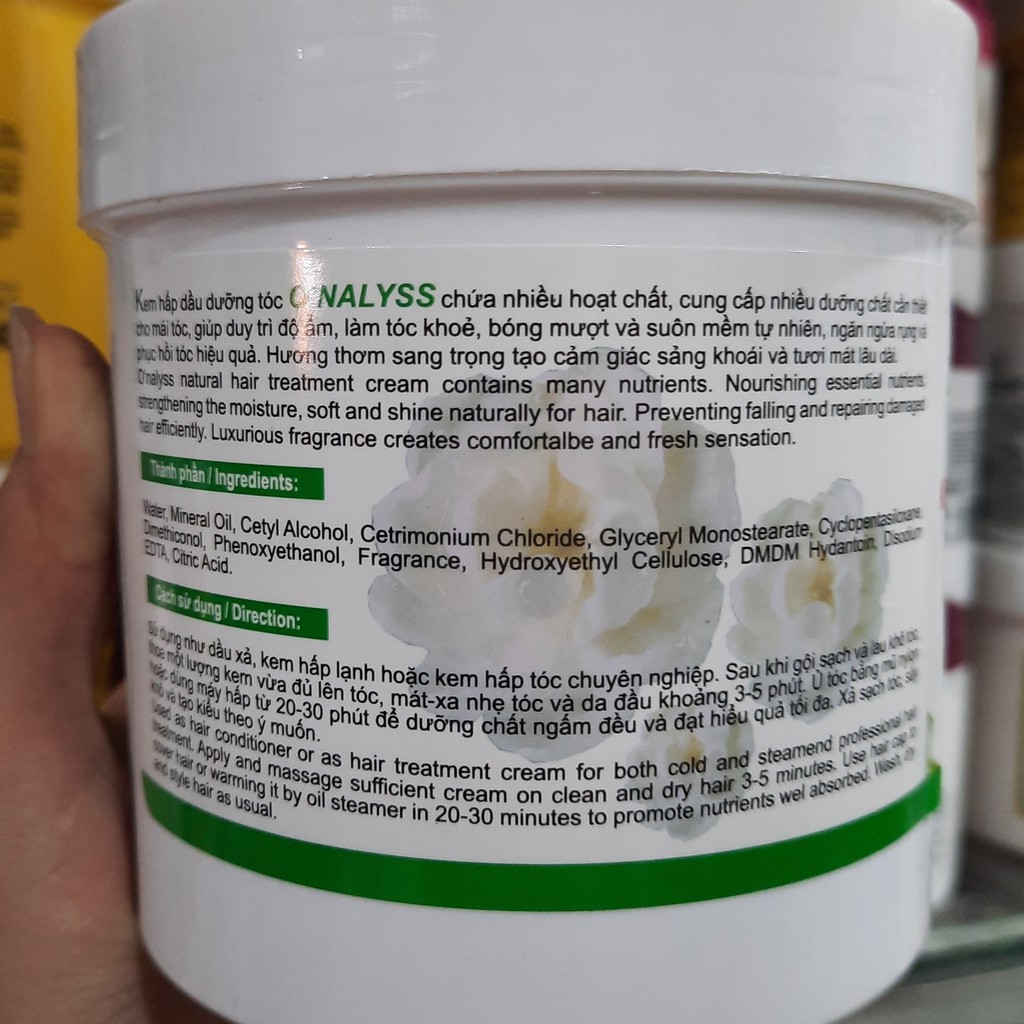 Kem hấp dầu dưỡng tóc O'NALYSS chứa nhiều hoạt chất, cung cấp nhiều dưỡng chất cần thiết
cho mái tóc, giúp duy trì độ ẩm, làm tóc khoẻ, bóng mượt và suôn mềm tự nhiên, ngăn ngừa rụng và
phục hồi tóc hiệu quả. Hương thơm sang trọng tạo cảm giác sảng khoái và tươi mát lâu dài.
O'nalyss natural hair treatment cream contains many nutrients. Nourishing essential nutrients,
strengthening the moisture, soft and shine naturally for hair. Preventing falling and repairing damaged
hair efficiently. Luxurious fragrance creates comfortalbe and fresh sensation.
Thành phần / Ingredients:
Water, Mineral Oil, Cetyl Alcohol, Cetrimonium Chloride, Glyceryl Monostearate, Cyclopentasiloxane,
Dimethiconol, Phenoxyethanol, Fragrance, Hydroxyethyl Cellulose, DMDM Hydantoin, Disodium
EDTA, Citric Acid.
Cách sử dụng / Direction:
Sử dụng như dầu xả, kem hấp lạnh hoặc kem hấp tóc chuyên nghiệp. Sau khi gội sạch và lau khô tóc,
thoa một lượng kem vừa đủ lên tóc, mát-xa nhẹ tóc và da đầu khoảng 3-5 phút. Ủ tóc bằng mũ nylon
hoặc dùng máy hấp từ 20-30 phút để dưỡng chất ngấm đều và đạt hiệu quả tối đa. Xả sạch tóc, sấy
khô và tạo kiểu theo ý muốn.
Used as hair conditioner or as hair treatment cream for both cold and steamend professional hair
treatment. Apply and massage sufficient cream on clean and dry hair 3-5 minutes. Use hair cap to
cover hair or warming it by oil steamer in 20-30 minutes to promote nutrients wel absorbed. Wash, dry
and style hair as usual.